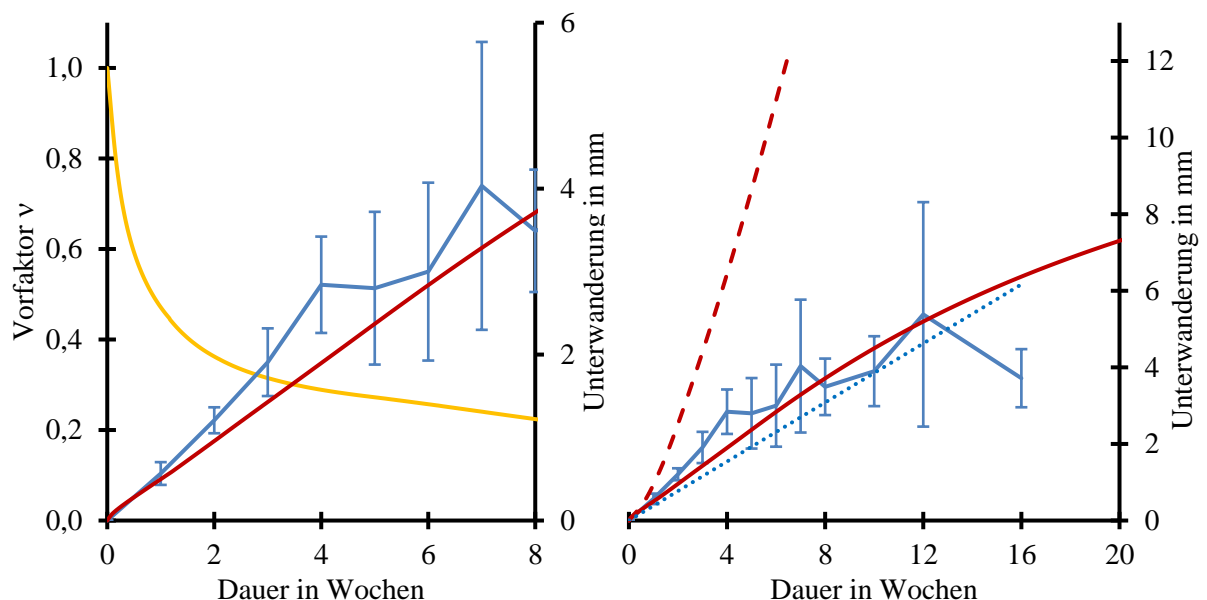 Vorfaktor ν
1,0
0,8
0,6
0,4
0,2
0,0
0 2 4 6 8
Dauer in Wochen
6
4
2
0
Unterwanderung in mm
0 4 8 12 16 20
Dauer in Wochen
12
10
8
6
4
2
0
Unterwanderung in mm